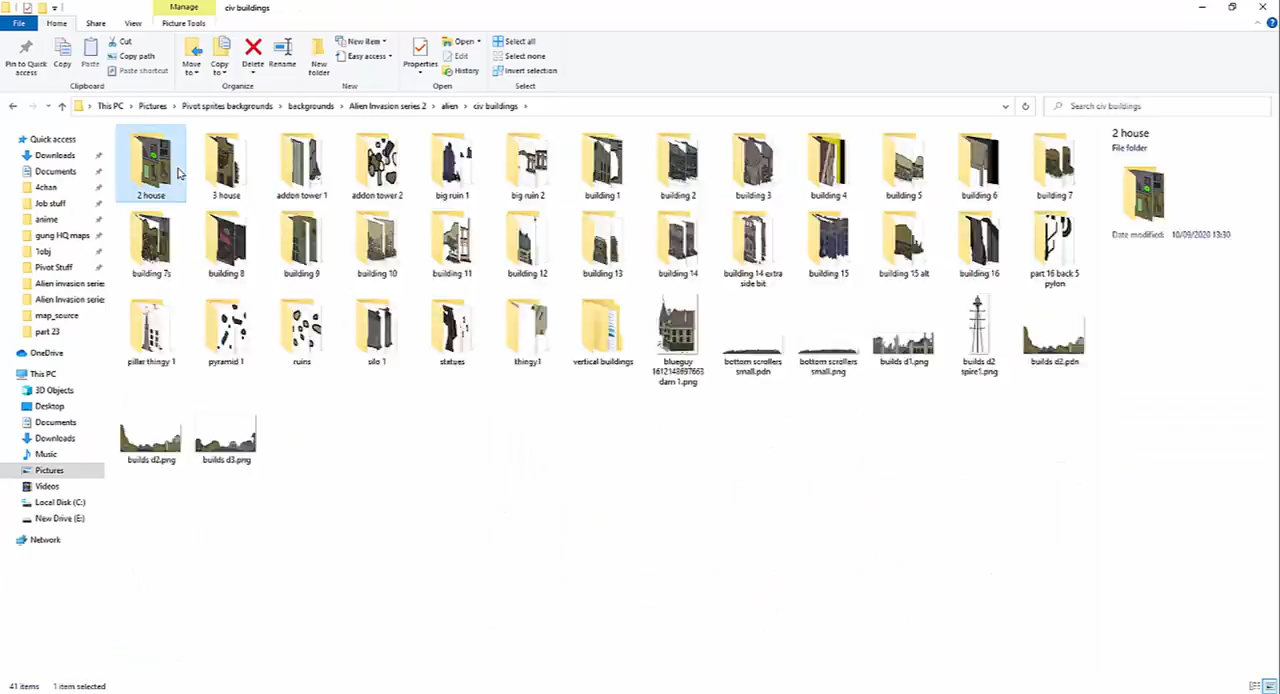 Manage
civ buildings
File
Home
Share
View
Picture Tools
Pin to Quick access
Copy
Paste
Cut
Copy path
Paste shortcut
Clipboard
Move to
Copy to
Delete
Rename
Organize
New folder
New item
Easy access
New
Properties
Open
Edit
History
Open
Select all
Select none
Invert selection
Select
This PC > Pictures > Pivot sprites backgrounds > backgrounds > Alien Invasion series 2 > alien > civ buildings >
Search civ buildings
Quick access
Downloads
Documents
4chan
Job stuff
anime
gung HQ maps
1obj
Pivot Stuff
Alien invasion serie
Alien Invasion serie
map_source
part 23
OneDrive
This PC
3D Objects
Desktop
Documents
Downloads
Music
Pictures
Videos
Local Disk (C:)
New Drive (E:)
Network
2 house
3 house
addon tower 1
addon tower 2
big ruin 1
big ruin 2
building 1
building 2
building 3
building 4
building 5
building 6
building 7
building 7s
building 8
building 9
building 10
building 11
building 12
building 13
building 14
building 14 extra side bit
building 15
building 15 alt
building 16
part 16 back 5 pylon
pillar thingy 1
pyramid 1
ruins
silo 1
statues
thingy1
vertical buildings
blueguy
dam 1.png
bottom scrollers small.pdn
bottom scrollers small.png
builds d1.png
builds d2 spire1.png
builds d2.pdn
builds d2.png
builds d3.png
2 house
File folder
Date modified: 10/09/2020 13:30
41 items
1 item selected